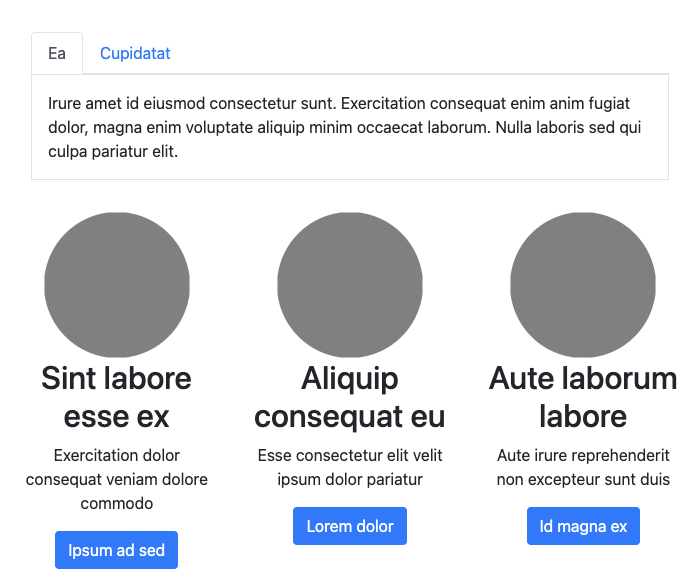 Ea
Cupidatat
Irure amet id eiusmod consectetur sunt. Exercitation consequat enim anim fugiat
dolor, magna enim voluptate aliquip minim occaecat laborum. Nulla laboris sed qui
culpa pariatur elit.
Sint labore
esse ex
Exercitation dolor
consequat veniam dolore
commodo
Ipsum ad sed
Aliquip
consequat eu
Esse consectetur elit velit
ipsum dolor pariatur
Lorem dolor
Aute laborum
labore
Aute irure reprehenderit
non excepteur sunt duis
Id magna ex